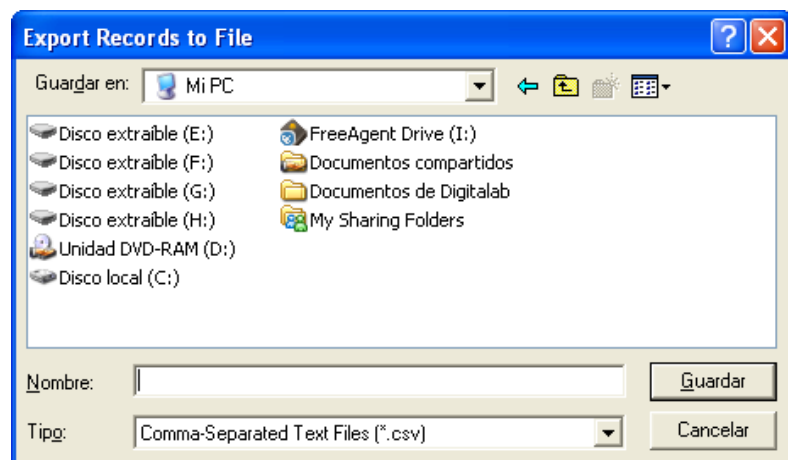 Export Records to File
Guardar en: Mi PC
Disco extraíble (E:)
Disco extraíble (F:)
Disco extraíble (G:)
Disco extraíble (H:)
Unidad DVD-RAM (D:)
Disco local (C:)
FreeAgent Drive (I:)
Documentos compartidos
Documentos de Digitalab
My Sharing Folders
Nombre:
Guardar
Tipo: Comma-Separated Text Files (*.csv)
Cancelar